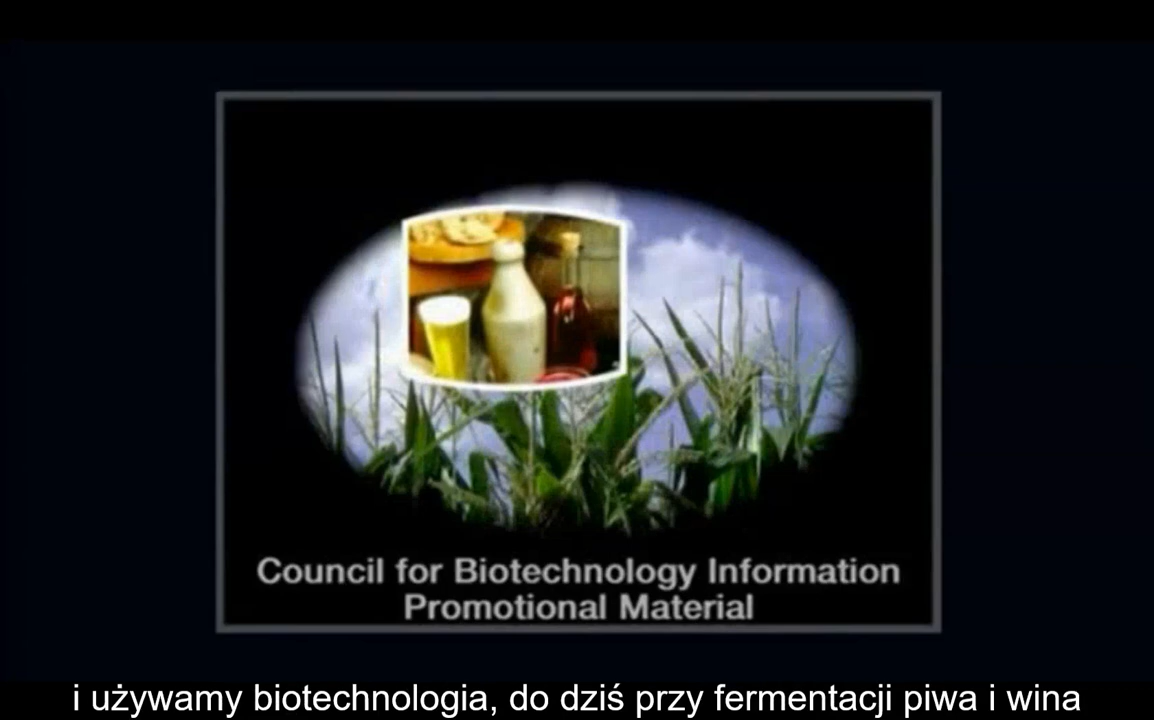 Council for Biotechnology Information
Promotional Material
i używamy biotechnologia, do dziś przy fermentacji piwa i wina